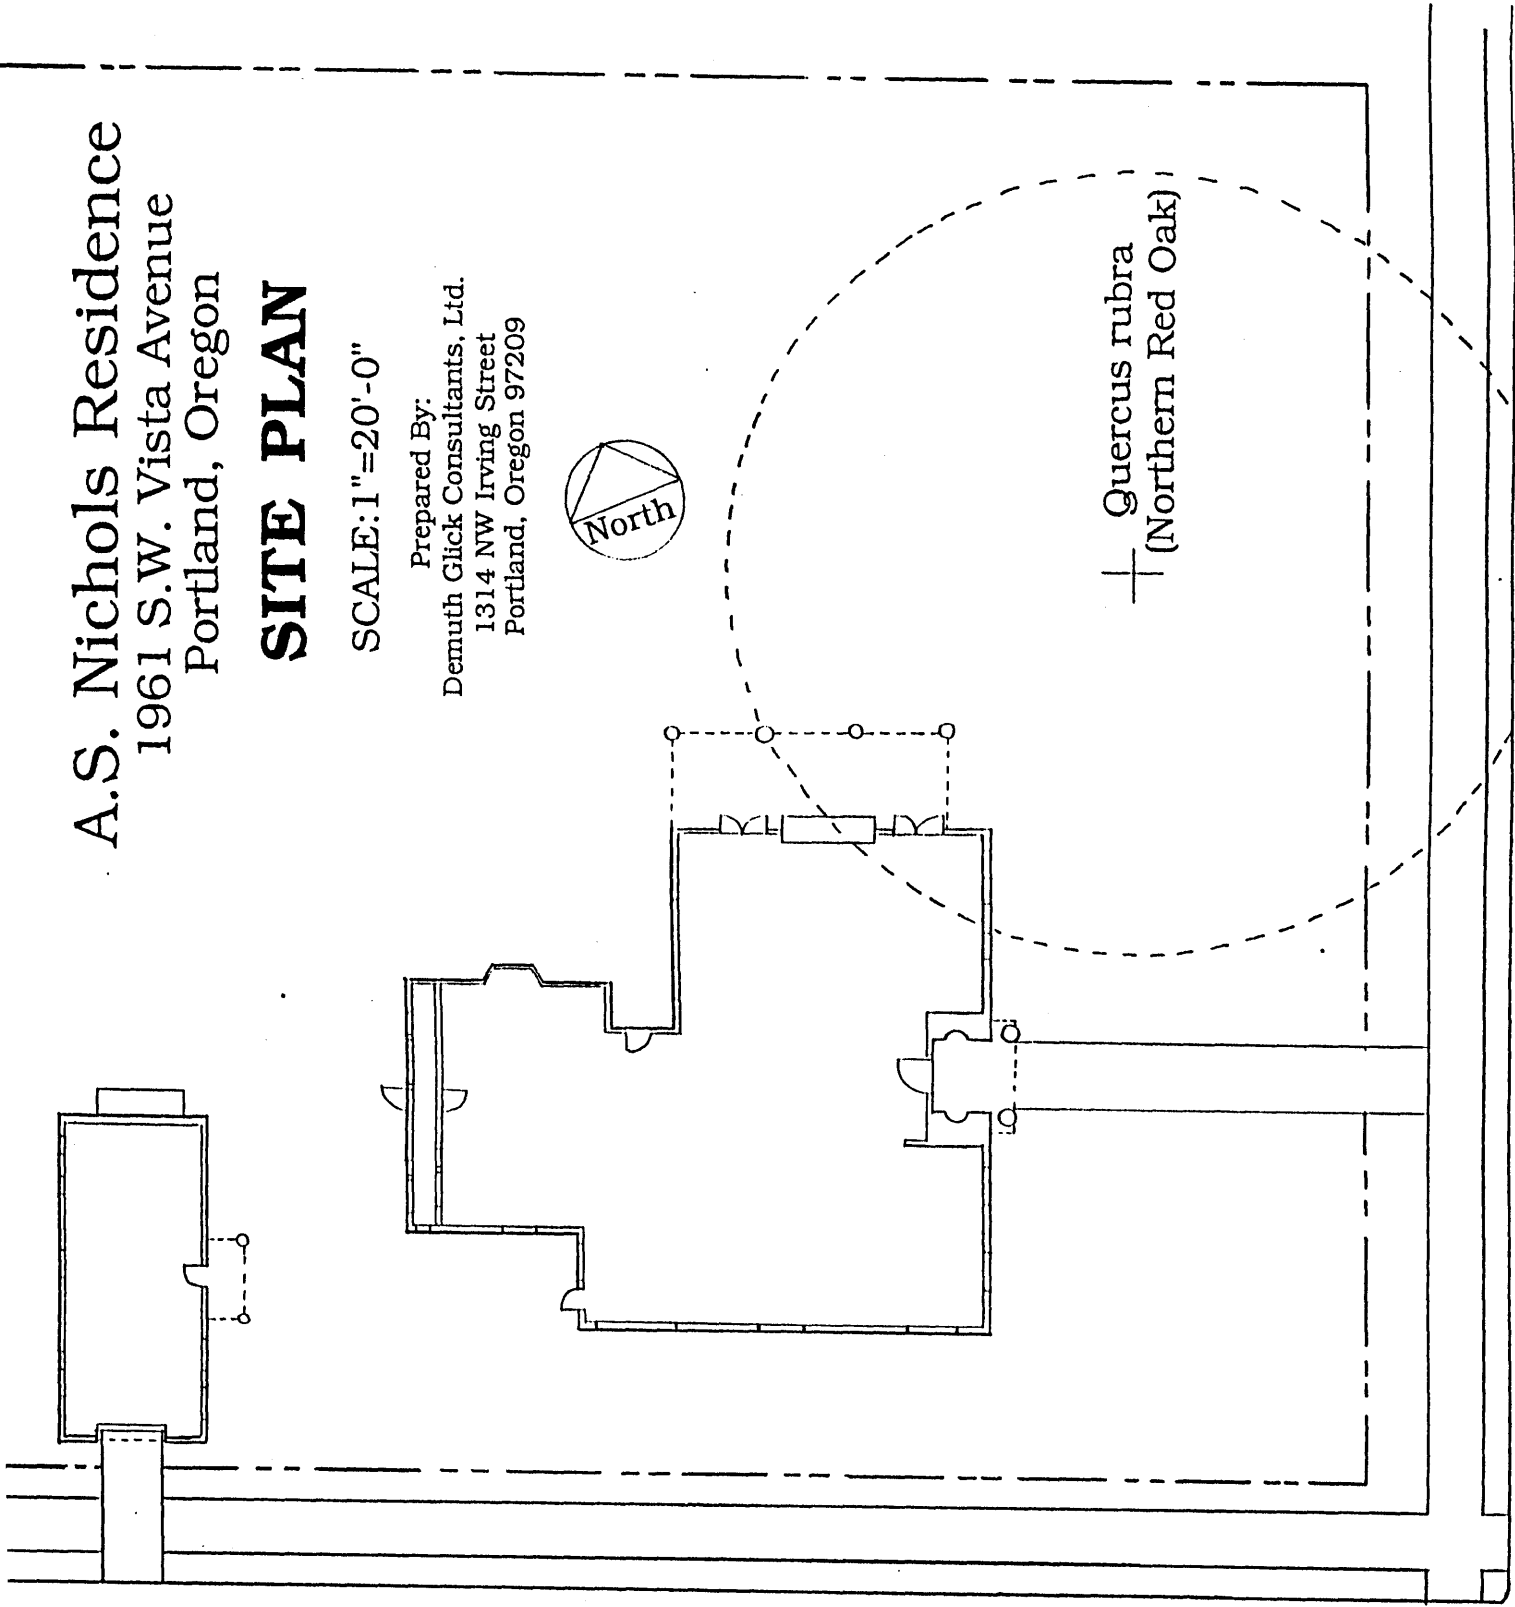 A.S. Nichols Residence
1961 S.W. Vista Avenue
Portland, Oregon
SITE PLAN
SCALE: 1"=20'-0"
Prepared By:
Demuth Glick Consultants, Ltd.
1314 NW Irving Street
Portland, Oregon 97209
North
Quercus rubra
(Northern Red Oak)